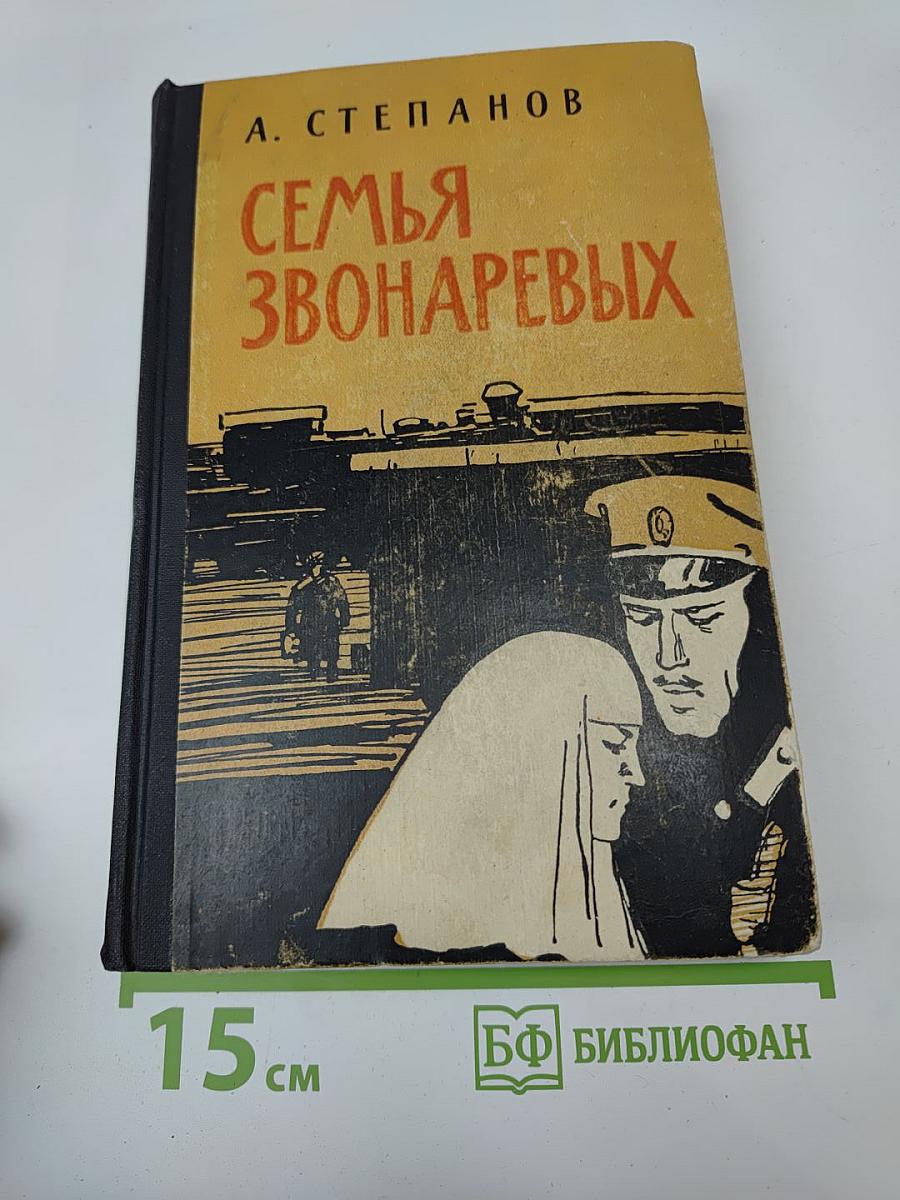 А. СТЕПАНОВ
СЕМЬЯ
ЗВОНАРЕВЫХ
15 см
БФ БИБЛИОФАН